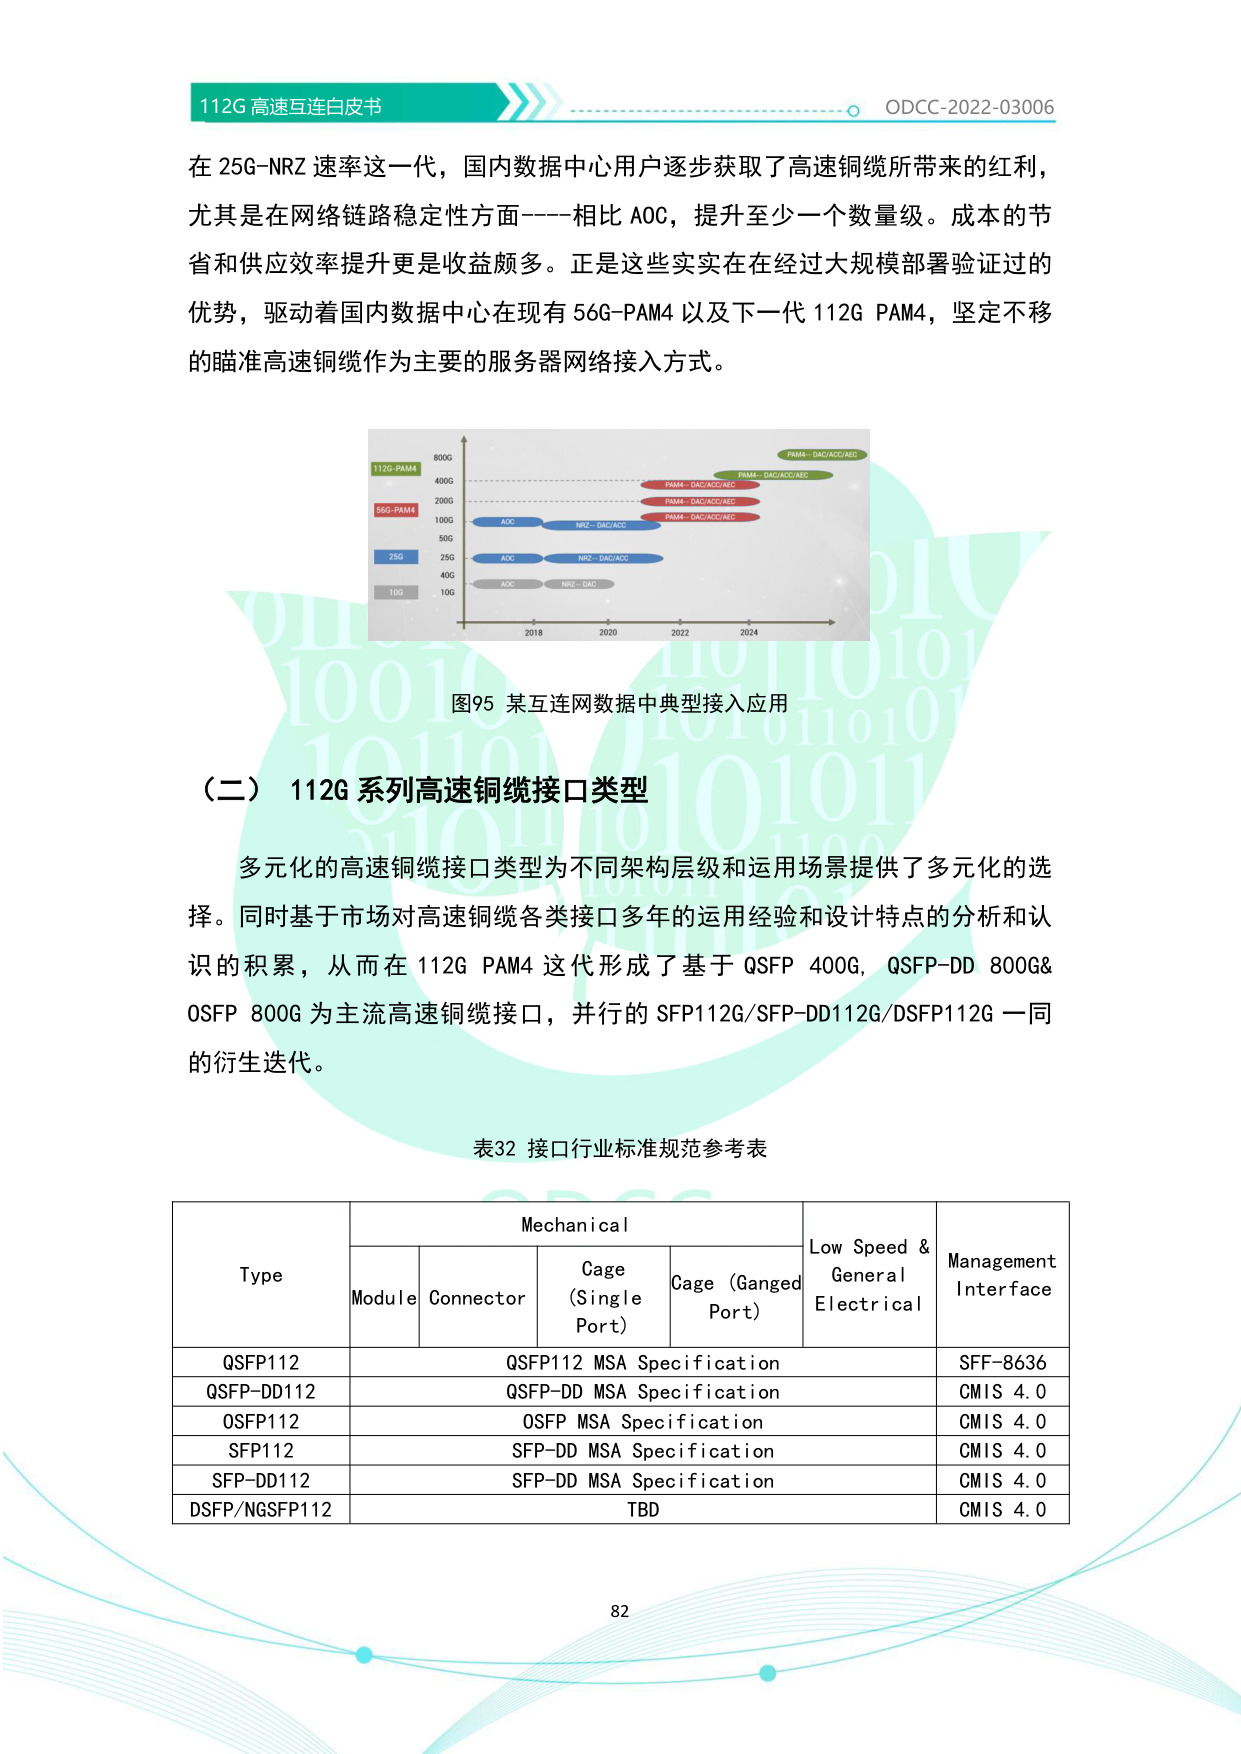 112G 高速互连白皮书
ODCC-2022-03006
在 25G-NRZ 速率这一代，国内数据中心用户逐步获取了高速铜缆所带来的红利，
尤其是在网络链路稳定性方面----相比 AOC，提升至少一个数量级。成本的节
省和供应效率提升更是收益颇多。正是这些实实在在经过大规模部署验证过的
优势，驱动着国内数据中心在现有 56G-PAM4 以及下一代 112G PAM4，坚定不移
的瞄准高速铜缆作为主要的服务器网络接入方式。
800G
PAM4-- DAC/ACC/AEC
112G-PAM4
400G
PAM4-- DAC/ACC/AEC
PAM4-- DAC/ACC/AEC
200G
PAM4-- DAC/ACC/AEC
56G-PAM4
100G
AOC
NRZ-- DAC/ACC
PAM4-- DAC/ACC/AEC
50G
25G
25G
AOC
NRZ-- DAC/ACC
40G
AOC
NRZ-- DAC
10G
10G
2018
2020
2022
2024
图95 某互连网数据中典型接入应用
（二） 112G 系列高速铜缆接口类型
多元化的高速铜缆接口类型为不同架构层级和运用场景提供了多元化的选
择。同时基于市场对高速铜缆各类接口多年的运用经验和设计特点的分析和认
识的积累，从而在 112G PAM4 这代形成了基于 QSFP 400G, QSFP-DD 800G&
OSFP 800G 为主流高速铜缆接口，并行的 SFP112G/SFP-DD112G/DSFP112G 一同
的衍生迭代。
表32 接口行业标准规范参考表
Type
Mechanical
Low Speed &
General
Electrical
Management
Interface
Module
Connector
Cage
(Single
Port)
Cage (Ganged
Port)
QSFP112 QSFP112 MSA Specification SFF-8636
QSFP-DD112 QSFP-DD MSA Specification CMIS 4.0
OSFP112 OSFP MSA Specification CMIS 4.0
SFP112 SFP-DD MSA Specification CMIS 4.0
SFP-DD112 SFP-DD MSA Specification CMIS 4.0
DSFP/NGSFP112 TBD CMIS 4.0
82